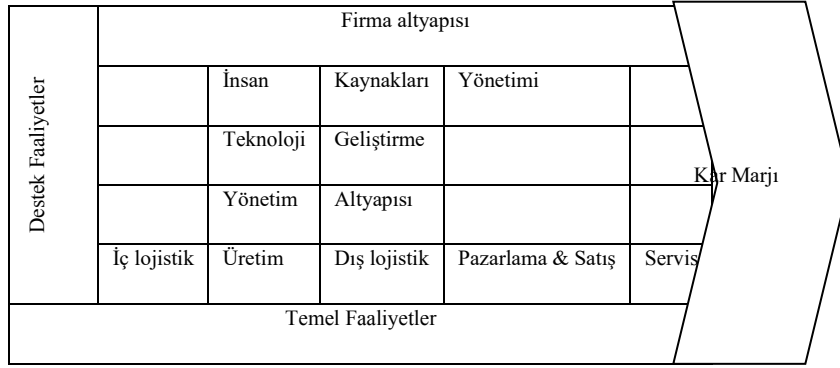 Firma altyapısı
Destek Faaliyetler
İnsan Kaynakları Yönetimi
Teknoloji Geliştirme
Kar Marjı
Yönetim Altyapısı
İç lojistik Üretim Dış lojistik Pazarlama & Satış Servis
Temel Faaliyetler